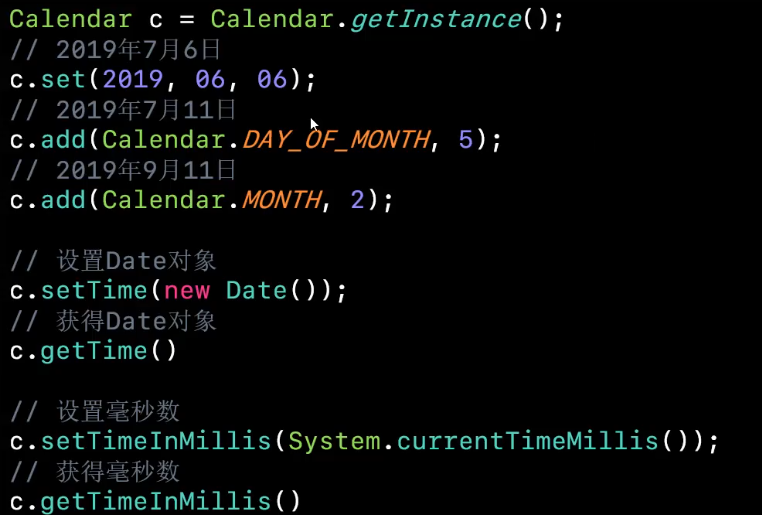 Calendar c = Calendar.getInstance();
// 2019年7月6日
c.set(2019, 06, 06);
// 2019年7月11日
c.add(Calendar.DAY_OF_MONTH, 5);
// 2019年9月11日
c.add(Calendar.MONTH, 2);
// 设置Date对象
c.setTime(new Date());
// 获得Date对象
c.getTime()
// 设置毫秒数
c.setTimeInMillis(System.currentTimeMillis());
// 获得毫秒数
c.getTimeInMillis()